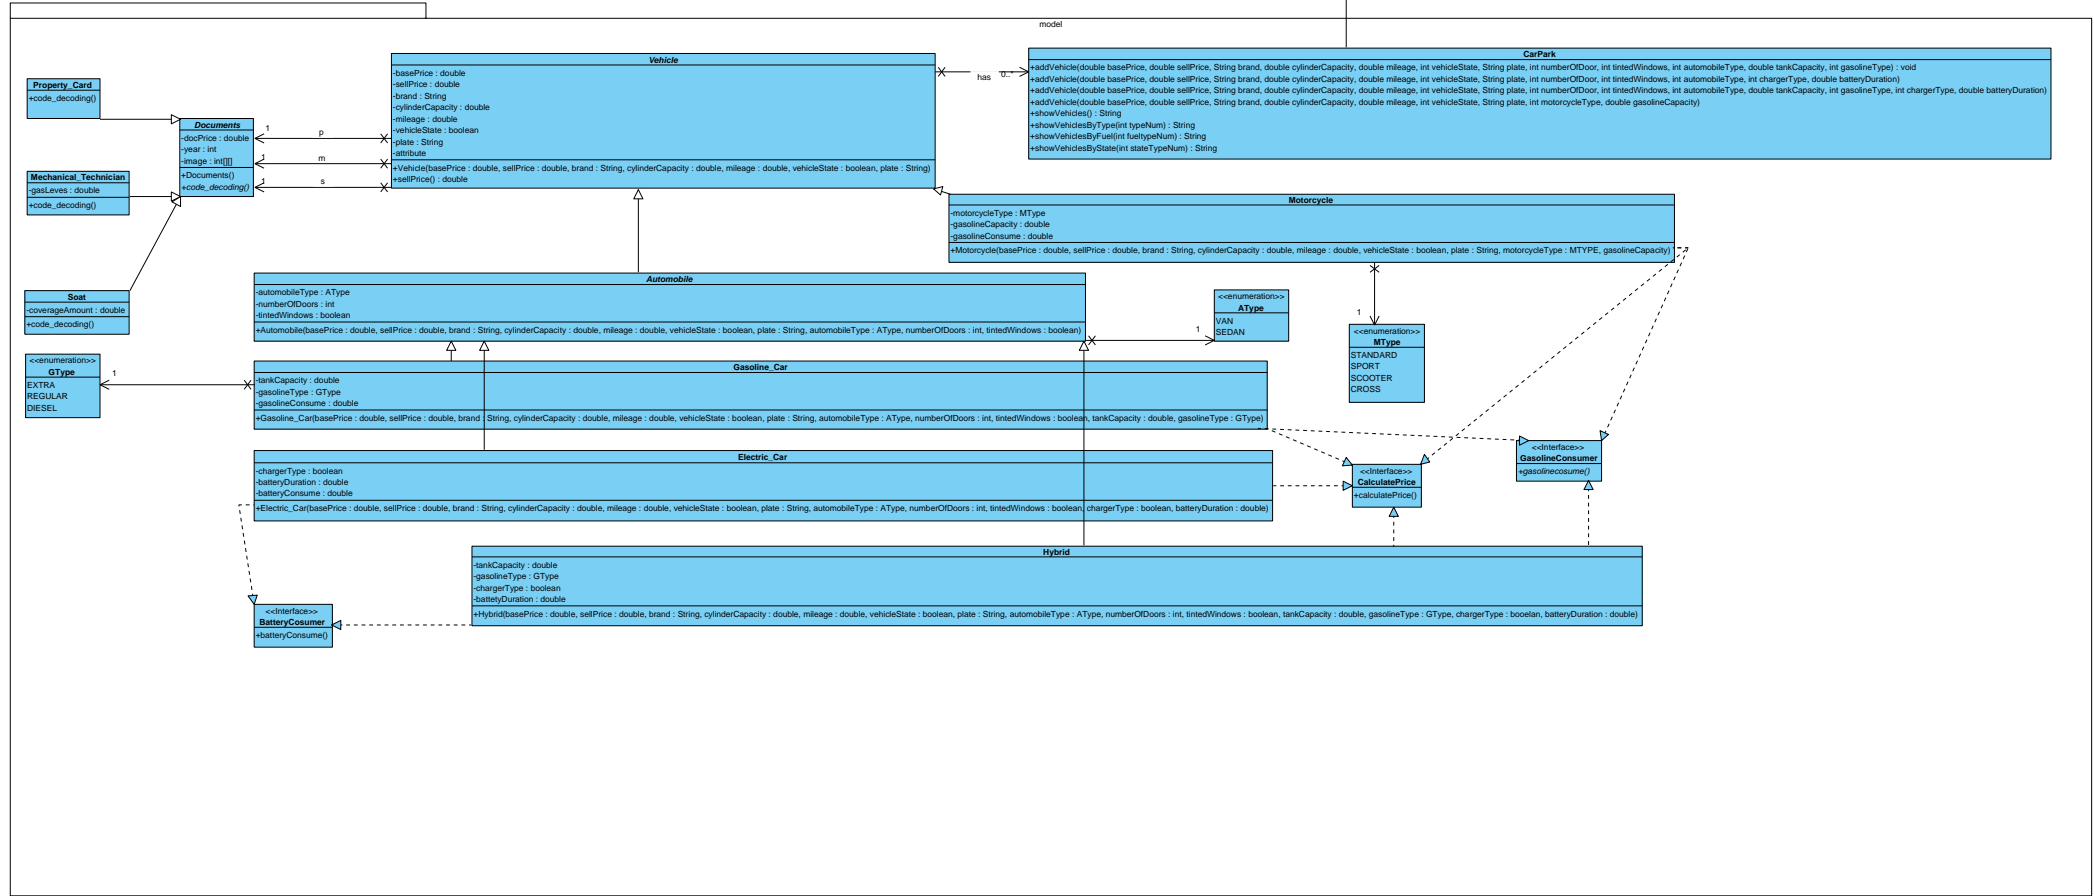 model
Property_Card
+code_decoding()
Mechanical_Technician
-gasLeves : double
+code_decoding()
Soat
-coverageAmount : double
+code_decoding()
Documents
-docPrice : double
-year : int
-image : int[][]
+Documents()
+code_decoding()
1
p
1
m
1
s
Vehicle
-basePrice : double
-sellPrice : double
-brand : String
-cylinderCapacity : double
-mileage : double
-vehicleState : boolean
-plate : String
-attribute
+Vehicle(basePrice : double, sellPrice : double, brand : String, cylinderCapacity : double, mileage : double, vehicleState : boolean, plate : String)
+sellPrice() : double
has
0..*
CarPark
+addVehicle(double basePrice, double sellPrice, String brand, double cylinderCapacity, double mileage, int vehicleState, String plate, int numberOfDoor, int tintedWindows, int automobileType, double tankCapacity, int gasolineType) : void
+addVehicle(double basePrice, double sellPrice, String brand, double cylinderCapacity, double mileage, int vehicleState, String plate, int numberOfDoor, int tintedWindows, int automobileType, int chargerType, double batteryDuration)
+addVehicle(double basePrice, double sellPrice, String brand, double cylinderCapacity, double mileage, int vehicleState, String plate, int numberOfDoor, int tintedWindows, int automobileType, double tankCapacity, int gasolineType, int chargerType, double batteryDuration)
+addVehicle(double basePrice, double sellPrice, String brand, double cylinderCapacity, double mileage, int vehicleState, String plate, int motorcycleType, double gasolineCapacity)
+showVehicles() : String
+showVehiclesByType(int typeNum) : String
+showVehiclesByFuel(int fueltypeNum) : String
+showVehiclesByState(int stateTypeNum) : String
Motorcycle
-motorcycleType : MType
-gasolineCapacity : double
-gasolineConsume : double
+Motorcycle(basePrice : double, sellPrice : double, brand : String, cylinderCapacity : double, mileage : double, vehicleState : boolean, plate : String, motorcycleType : MTYPE, gasolineCapacity)
Automobile
-automobileType : AType
-numberOfDoors : int
-tintedWindows : boolean
+Automobile(basePrice : double, sellPrice : double, brand : String, cylinderCapacity : double, mileage : double, vehicleState : boolean, plate : String, automobileType : AType, numberOfDoors : int, tintedWindows : boolean)
1
<<enumeration>>
AType
VAN
SEDAN
1
<<enumeration>>
MType
STANDARD
SPORT
SCOOTER
CROSS
<<enumeration>>
GType
EXTRA
REGULAR
DIESEL
1
Gasoline_Car
-tankCapacity : double
-gasolineType : GType
-gasolineConsume : double
+Gasoline_Car(basePrice : double, sellPrice : double, brand : String, cylinderCapacity : double, mileage : double, vehicleState : boolean, plate : String, automobileType : AType, numberOfDoors : int, tintedWindows : boolean, tankCapacity : double, gasolineType : GType)
Electric_Car
-chargerType : boolean
-batteryDuration : double
-batteryConsume : double
+Electric_Car(basePrice : double, sellPrice : double, brand : String, cylinderCapacity : double, mileage : double, vehicleState : boolean, plate : String, automobileType : AType, numberOfDoors : int, tintedWindows : boolean, chargerType : boolean, batteryDuration : double)
<<Interface>>
CalculatePrice
+calculatePrice()
<<Interface>>
GasolineConsumer
+gasolinecosume()
Hybrid
-tankCapacity : double
-gasolineType : GType
-chargerType : boolean
-battetyDuration : double
+Hybrid(basePrice : double, sellPrice : double, brand : String, cylinderCapacity : double, mileage : double, vehicleState : boolean, plate : String, automobileType : AType, numberOfDoors : int, tintedWindows : boolean, tankCapacity : double, gasolineType : GType, chargerType : booelan, batteryDuration : double)
<<Interface>>
BatteryCosumer
+batteryConsume()